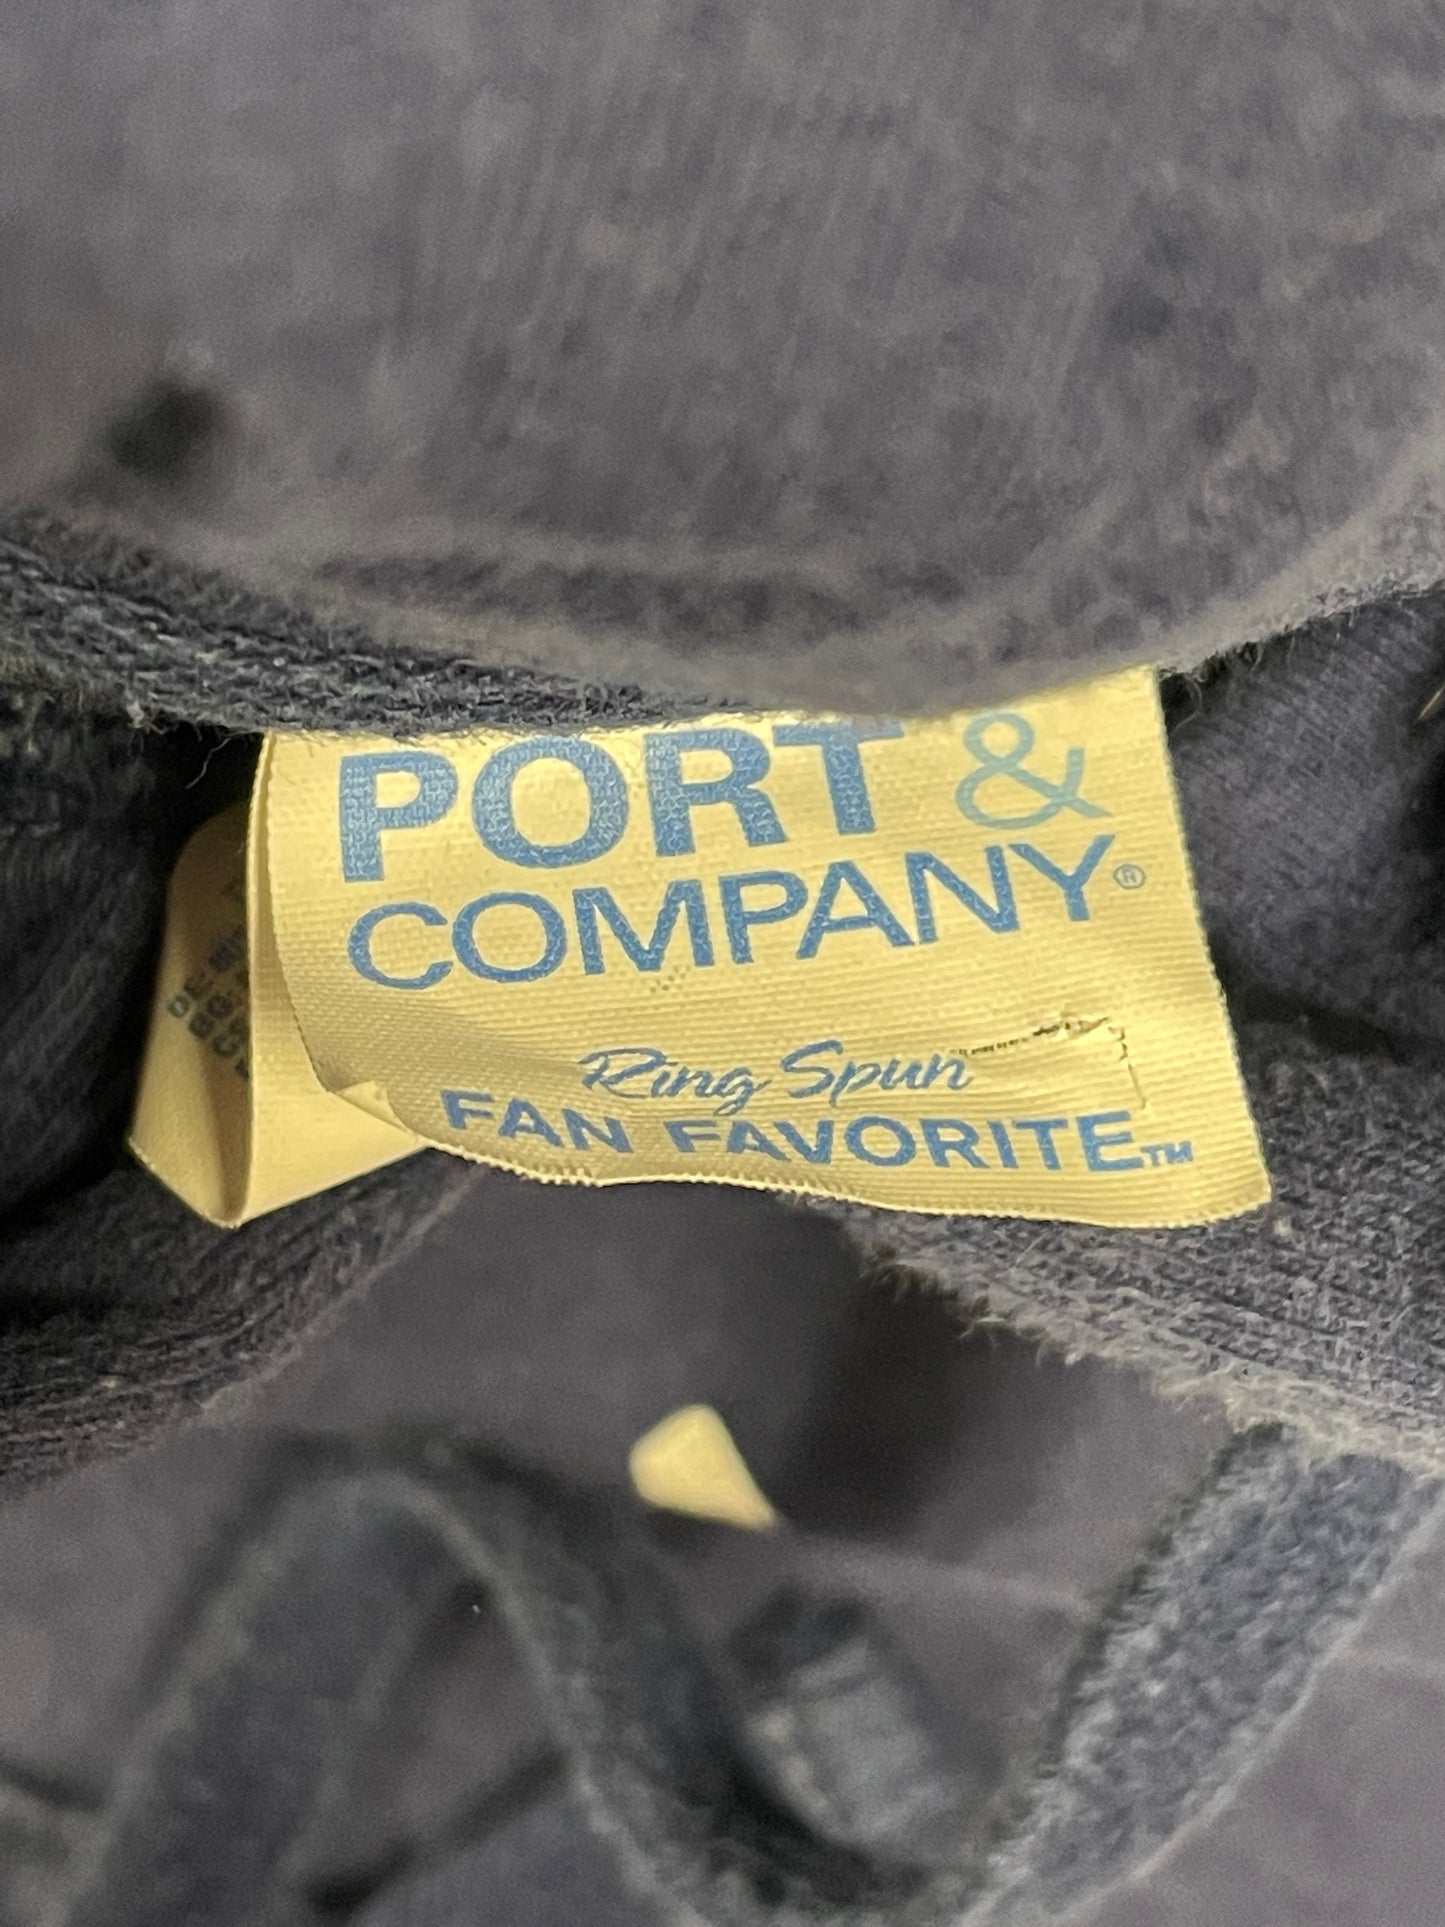 PORT &
COMPANY®
Ring Spun
FAN FAVORITE™